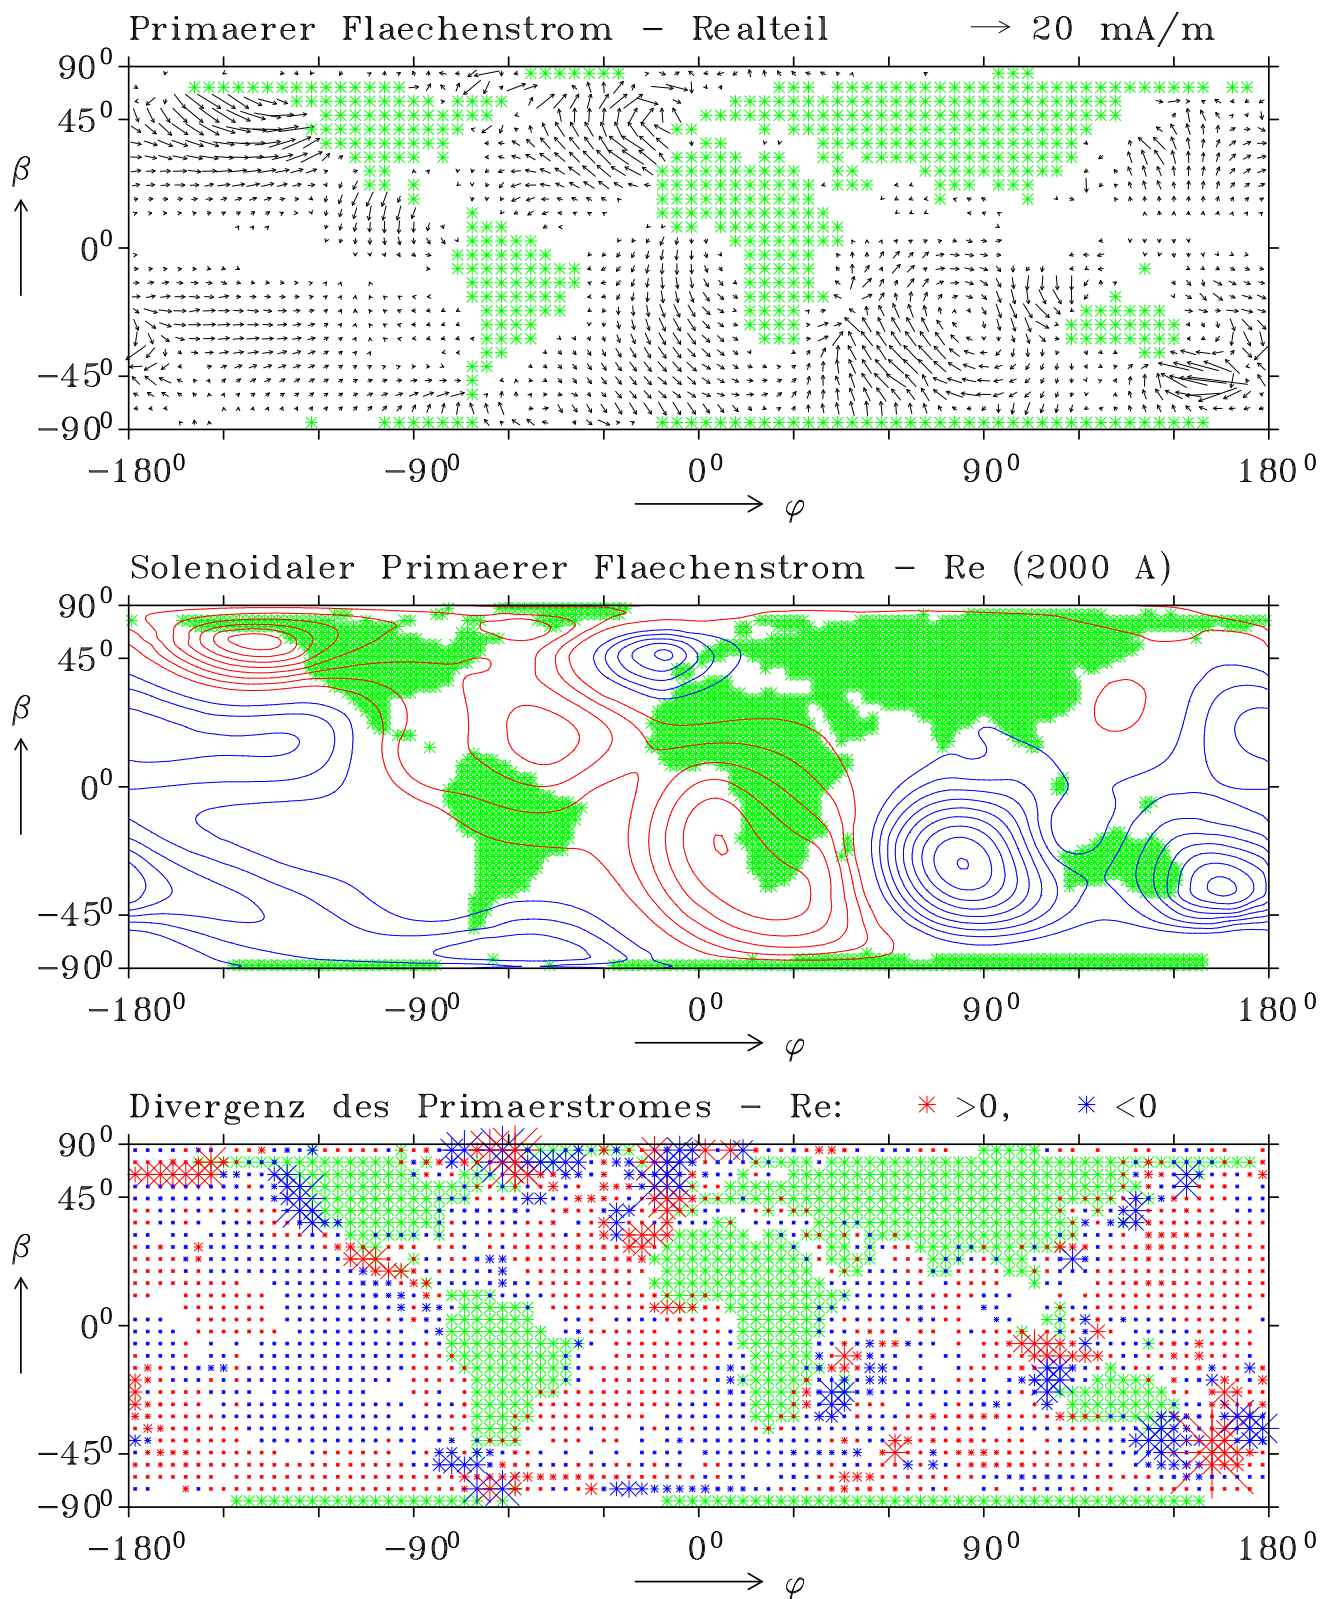 Primaerer Flaechenstrom − Realteil → 20 mA/m
90⁰
45⁰
β
0⁰
−45⁰
−90⁰
−180⁰ −90⁰ 0⁰ 90⁰ 180⁰
φ
Solenoidaler Primaerer Flaechenstrom − Re (2000 A)
90⁰
45⁰
β
0⁰
−45⁰
−90⁰
−180⁰ −90⁰ 0⁰ 90⁰ 180⁰
φ
Divergenz des Primaerstromes − Re: * >0, * <0
90⁰
45⁰
β
0⁰
−45⁰
−90⁰
−180⁰ −90⁰ 0⁰ 90⁰ 180⁰
φ